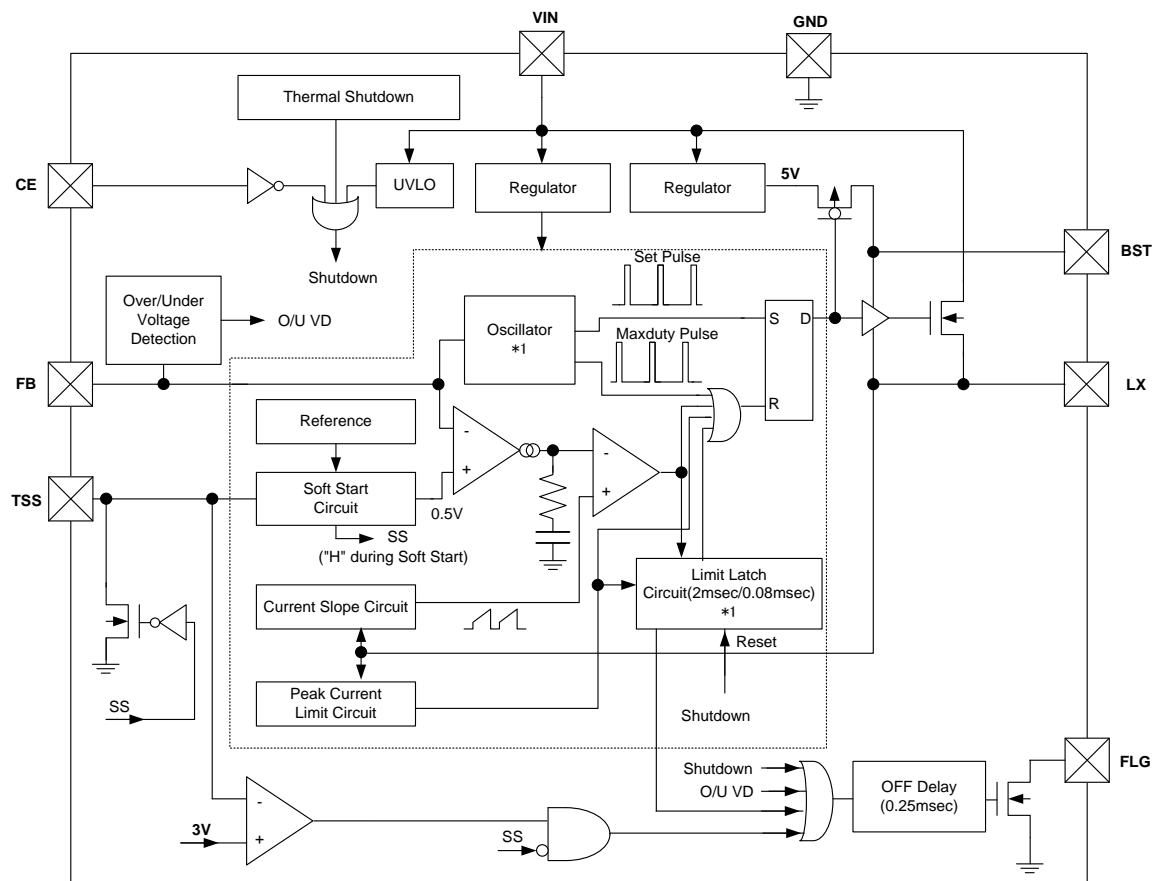 VIN
GND
Thermal Shutdown
CE
UVLO
Regulator
Regulator
5V
BST
Shutdown
Set Pulse
Over/Under
Voltage
Detection
O/U VD
Oscillator
*1
S
D
Maxduty Pulse
FB
LX
R
Reference
-
+
-
+
TSS
Soft Start
Circuit
0.5V
SS
("H" during Soft Start)
Limit Latch
Circuit(2msec/0.08msec)
*1
Current Slope Circuit
Reset
Peak Current
Limit Circuit
SS
Shutdown
FLG
Shutdown
O/U VD
OFF Delay
(0.25msec)
-
3V
+
SS